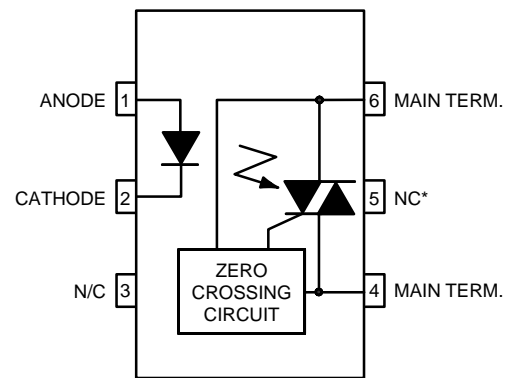 ANODE 1
CATHODE 2
N/C 3
6 MAIN TERM.
5 NC*
4 MAIN TERM.
ZERO
CROSSING
CIRCUIT